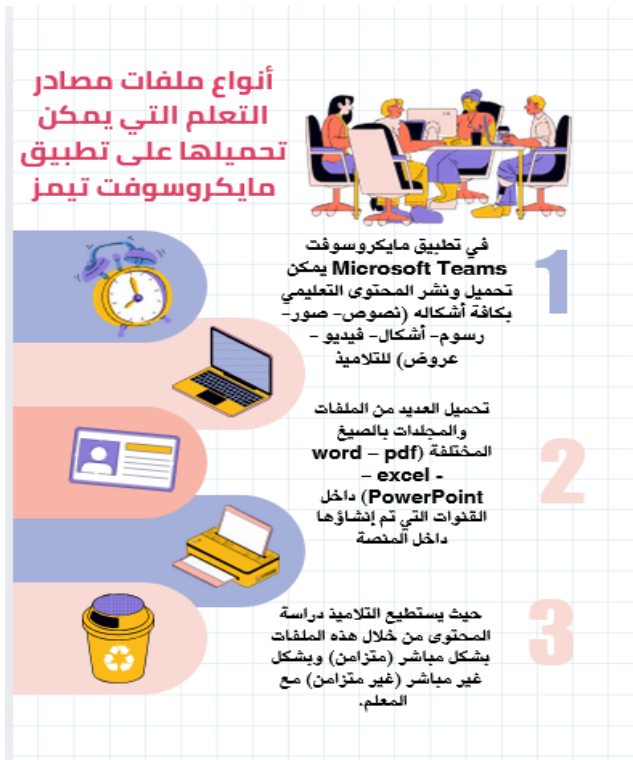 أنواع ملفات مصادر
التعلم التي يمكن
تحميلها على تطبيق
مايكروسوفت تيمز
1
في تطبيق مايكروسوفت
Microsoft Teams يمكن
تحميل ونشر المحتوى التعليمي
بكافة أشكاله (نصوص- صور-
رسوم- أشكال- فيديو -
عروض) للتلاميذ
2
تحميل العديد من الملفات
والمجلدات بالصيغ
المختلفة (word – pdf
- excel –
PowerPoint) داخل
القنوات التي تم إنشاؤها
داخل المنصة
3
حيث يستطيع التلاميذ دراسة
المحتوى من خلال هذه الملفات
بشكل مباشر (متزامن) وبشكل
غير مباشر (غير متزامن) مع
المعلم.